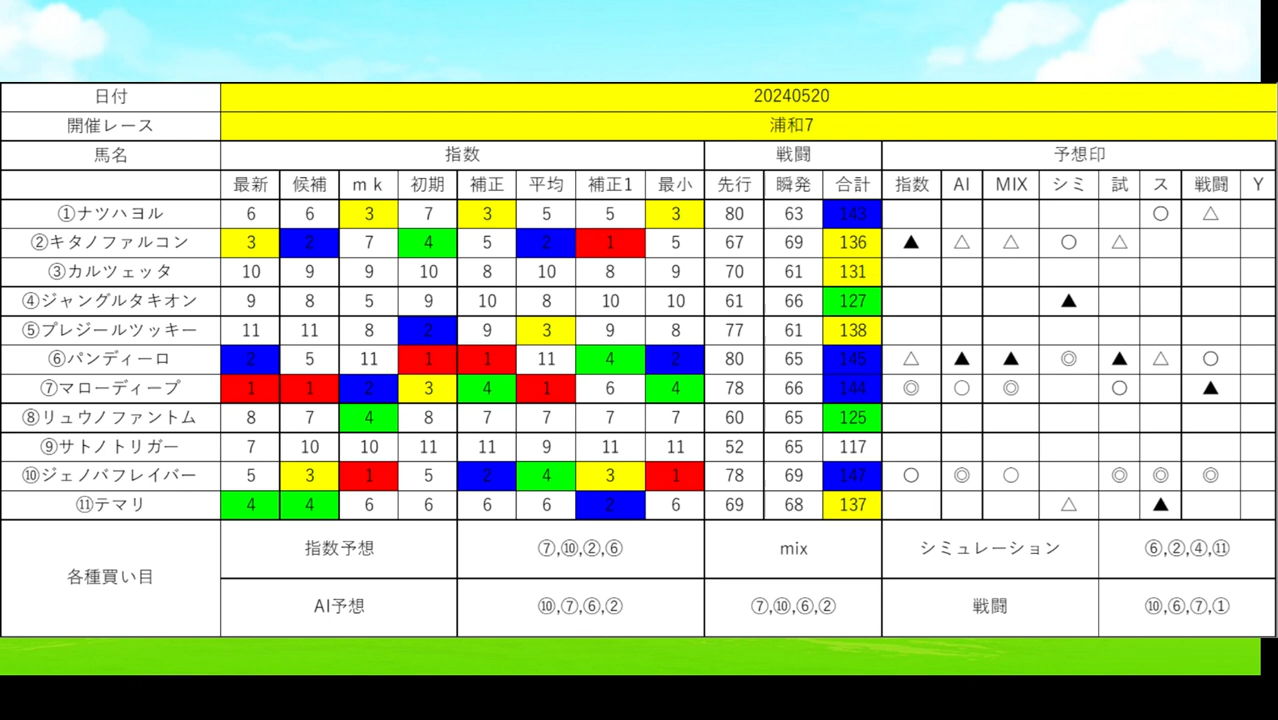 日付 20240520
開催レース 浦和7
馬名 指数 戦闘 予想印
最新 候補 mk 初期 補正 平均 補正1 最小 先行 瞬発 合計 指数 AI MIX シミ 試 ス 戦闘 Y
①ナツハヨル 6 6 3 7 3 5 5 3 80 63 143 ○ △
②キタノファルコン 3 2 7 4 5 2 1 5 67 69 136 ▲ △ △ ○ △
③カルツェッタ 10 9 9 10 8 10 8 9 70 61 131
④ジャングルタキオン 9 8 5 9 10 8 10 10 61 66 127 ▲
⑤プレジールツッキー 11 11 8 2 9 3 9 8 77 61 138
⑥パンディーロ 2 5 11 1 1 11 4 2 80 65 145 △ ▲ ▲ ◎ ▲ △ ○
⑦マローディープ 1 1 2 3 4 1 6 4 78 66 144 ◎ ○ ◎ ○ ▲
⑧リュウノファントム 8 7 4 8 7 7 7 7 60 65 125
⑨サトノトリガー 7 10 10 11 11 9 11 11 52 65 117
⑩ジェノバフレイバー 5 3 1 5 2 4 3 1 78 69 147 ○ ◎ ○ ◎ ◎ ◎
⑪テマリ 4 4 6 6 6 6 2 6 69 68 137 △ ▲
各種買い目
指数予想 ⑦,⑩,②,⑥ mix シミュレーション ⑥,②,④,⑪
AI予想 ⑩,⑦,⑥,② ⑦,⑩,⑥,② 戦闘 ⑩,⑥,⑦,①